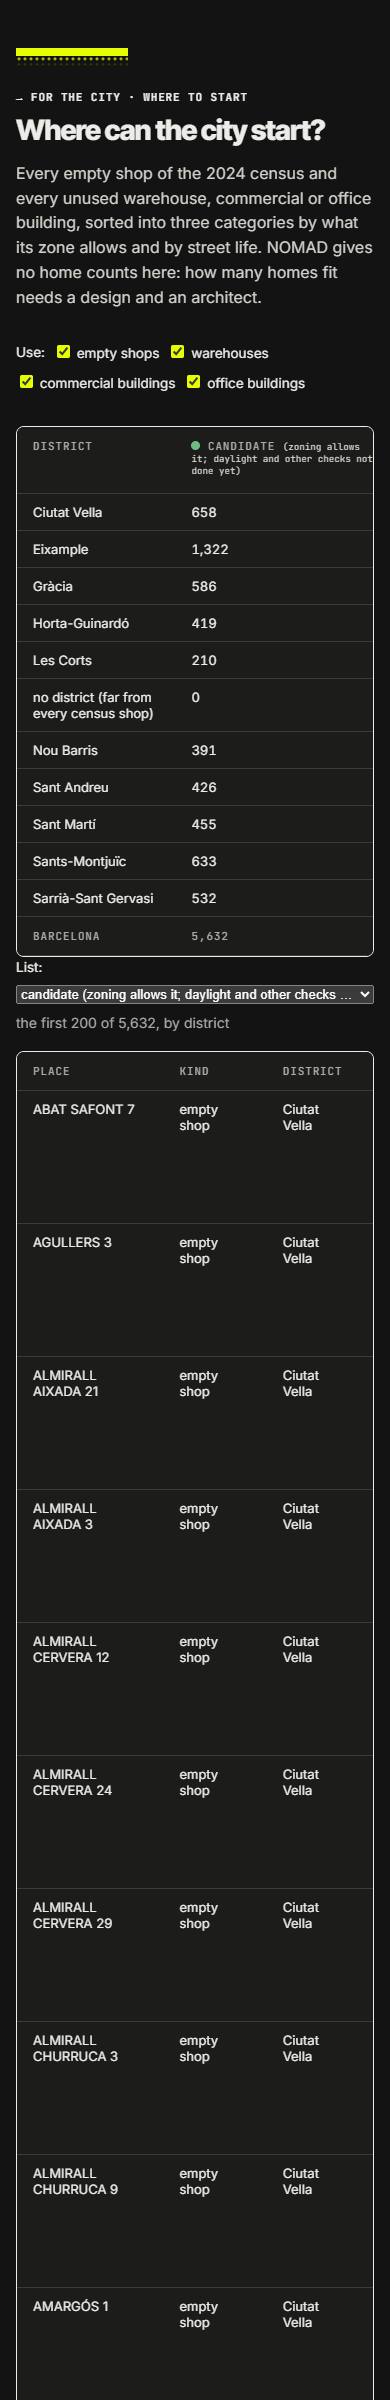 → FOR THE CITY · WHERE TO START
Where can the city start?
Every empty shop of the 2024 census and
every unused warehouse, commercial or office
building, sorted into three categories by what
its zone allows and by street life. NOMAD gives
no home counts here: how many homes fit
needs a design and an architect.
Use: empty shops warehouses
commercial buildings office buildings
DISTRICT CANDIDATE (zoning allows
it; daylight and other checks not
done yet)
Ciutat Vella 658
Eixample 1,322
Gràcia 586
Horta-Guinardó 419
Les Corts 210
no district (far from 0
every census shop)
Nou Barris 391
Sant Andreu 426
Sant Martí 455
Sants-Montjuïc 633
Sarrià-Sant Gervasi 532
BARCELONA 5,632
List:
candidate (zoning allows it; daylight and other checks ...
the first 200 of 5,632, by district
PLACE KIND DISTRICT
ABAT SAFONT 7 empty Ciutat
shop Vella
AGULLERS 3 empty Ciutat
shop Vella
ALMIRALL empty Ciutat
AIXADA 21 shop Vella
ALMIRALL empty Ciutat
AIXADA 3 shop Vella
ALMIRALL empty Ciutat
CERVERA 12 shop Vella
ALMIRALL empty Ciutat
CERVERA 24 shop Vella
ALMIRALL empty Ciutat
CERVERA 29 shop Vella
ALMIRALL empty Ciutat
CHURRUCA 3 shop Vella
ALMIRALL empty Ciutat
CHURRUCA 9 shop Vella
AMARGÓS 1 empty Ciutat
shop Vella